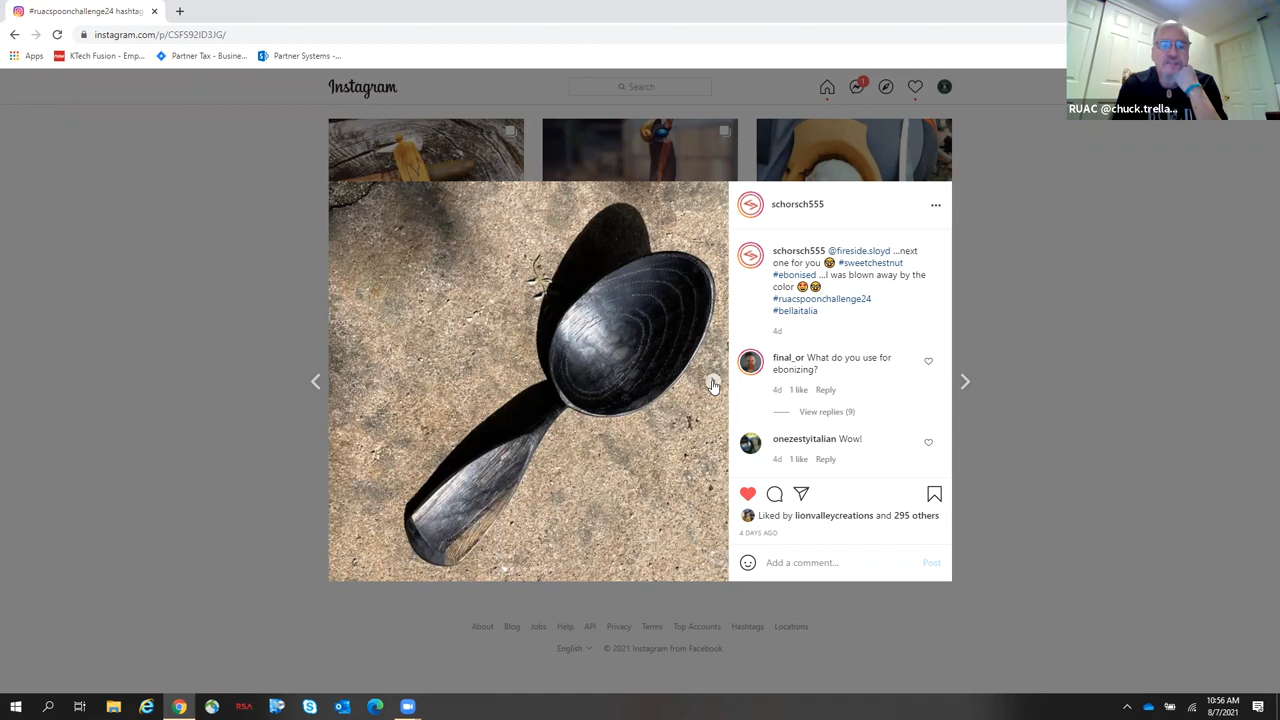 #ruacspoonchallenge24 hashtag
instagram.com/p/CSFS92ID3JG/
Apps
KTech Fusion - Emp...
Partner Tax - Busine...
Partner Systems -...
RUAC @chuck.trella...
Instagram
Search
1
schorsch555
schorsch555 @fireside.sloyd ...next
one for you #sweetchestnut
#ebonised ...I was blown away by the
color
#ruacspoonchallenge24
#bellaitalia
4d
final_or What do you use for
ebonizing?
4d 1 like Reply
View replies (9)
onezestyitalian Wow!
4d 1 like Reply
Liked by lionvalleycreations and 295 others
4 DAYS AGO
Add a comment... Post
About Blog Jobs Help API Privacy Terms Top Accounts Hashtags Locations
English © 2021 Instagram from Facebook
RSA
10:56 AM
8/7/2021